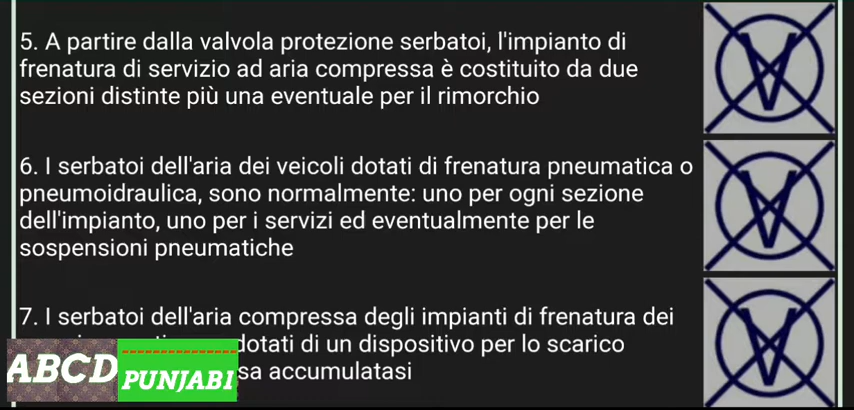 5. A partire dalla valvola protezione serbatoi, l'impianto di
frenatura di servizio ad aria compressa è costituito da due
sezioni distinte più una eventuale per il rimorchio
V
6. I serbatoi dell'aria dei veicoli dotati di frenatura pneumatica o
pneumoidraulica, sono normalmente: uno per ogni sezione
dell'impianto, uno per i servizi ed eventualmente per le
sospensioni pneumatiche
V
7. I serbatoi dell'aria compressa degli impianti di frenatura dei
dotati di un dispositivo per lo scarico
accumulatasi
V
ABCD PUNJABI